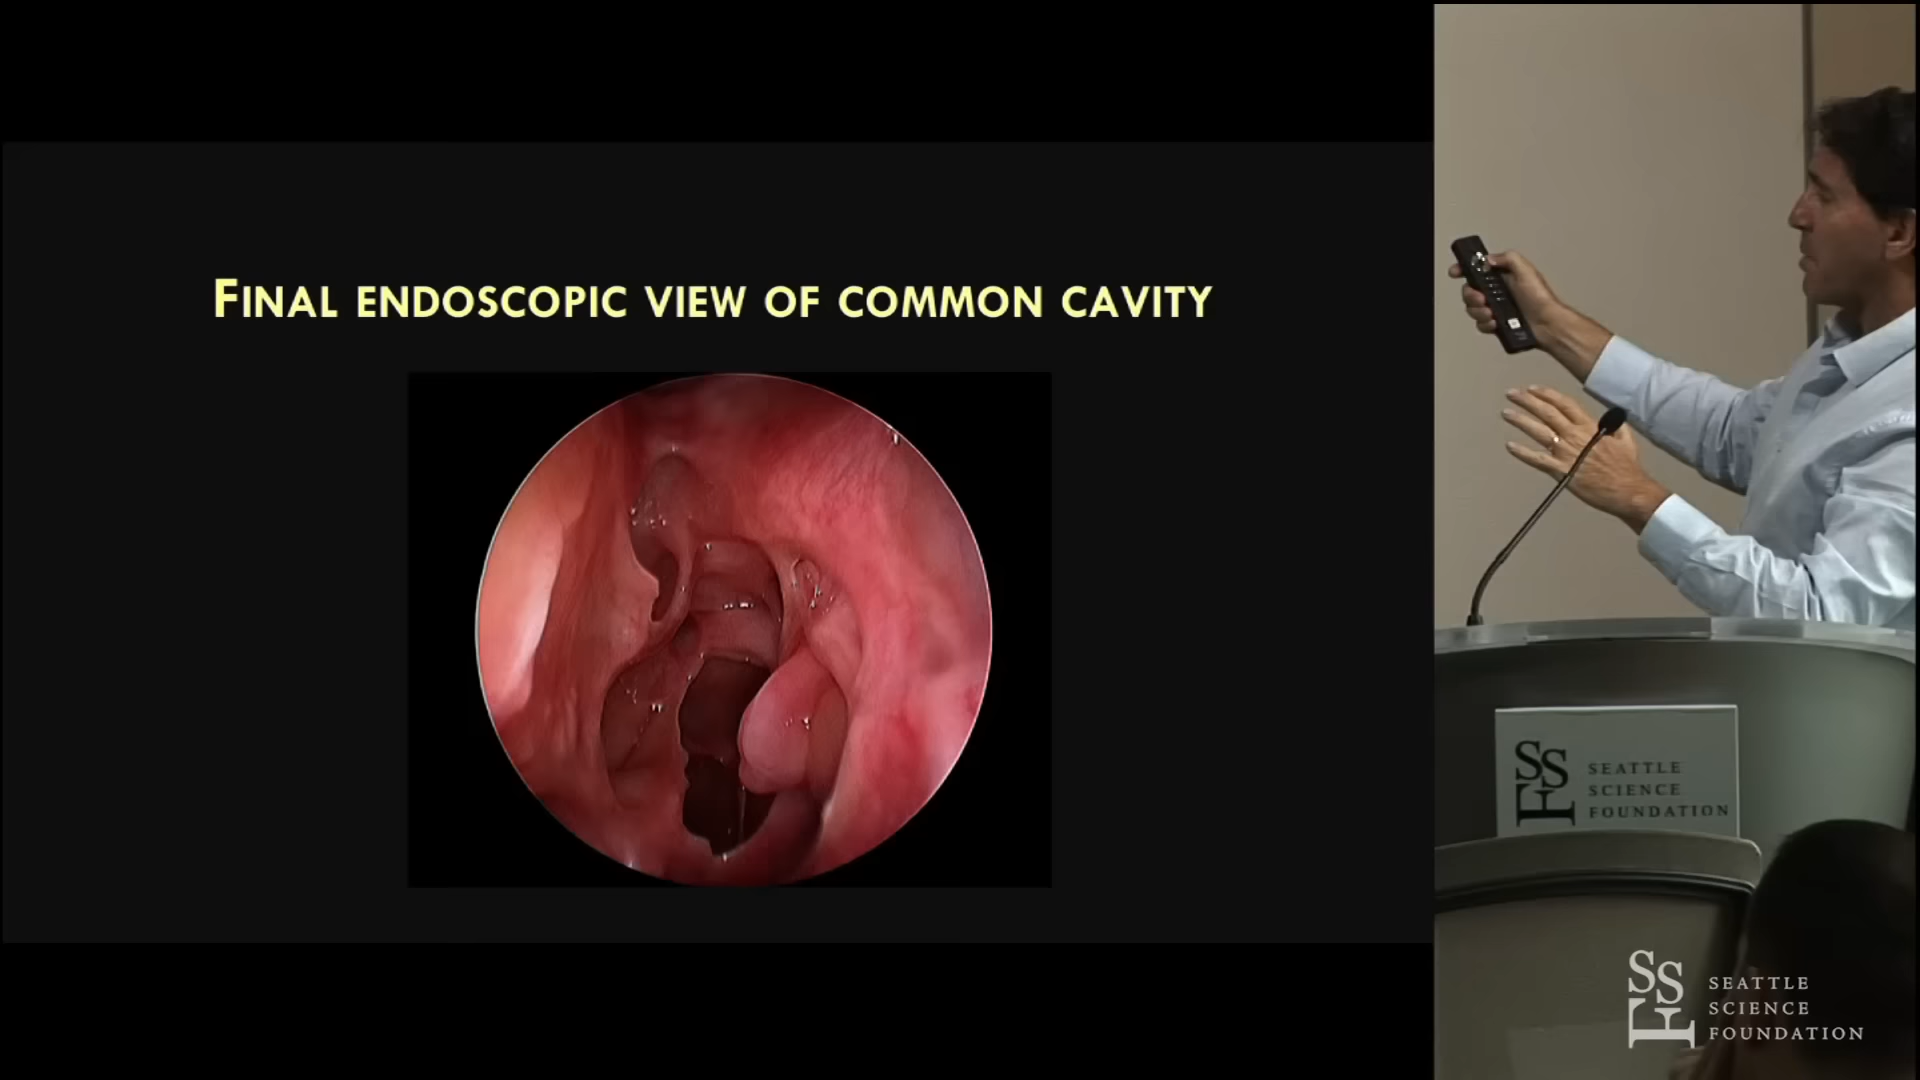 FINAL ENDOSCOPIC VIEW OF COMMON CAVITY
SSF
SEATTLE
SCIENCE
FOUNDATION
SSF
SEATTLE
SCIENCE
FOUNDATION